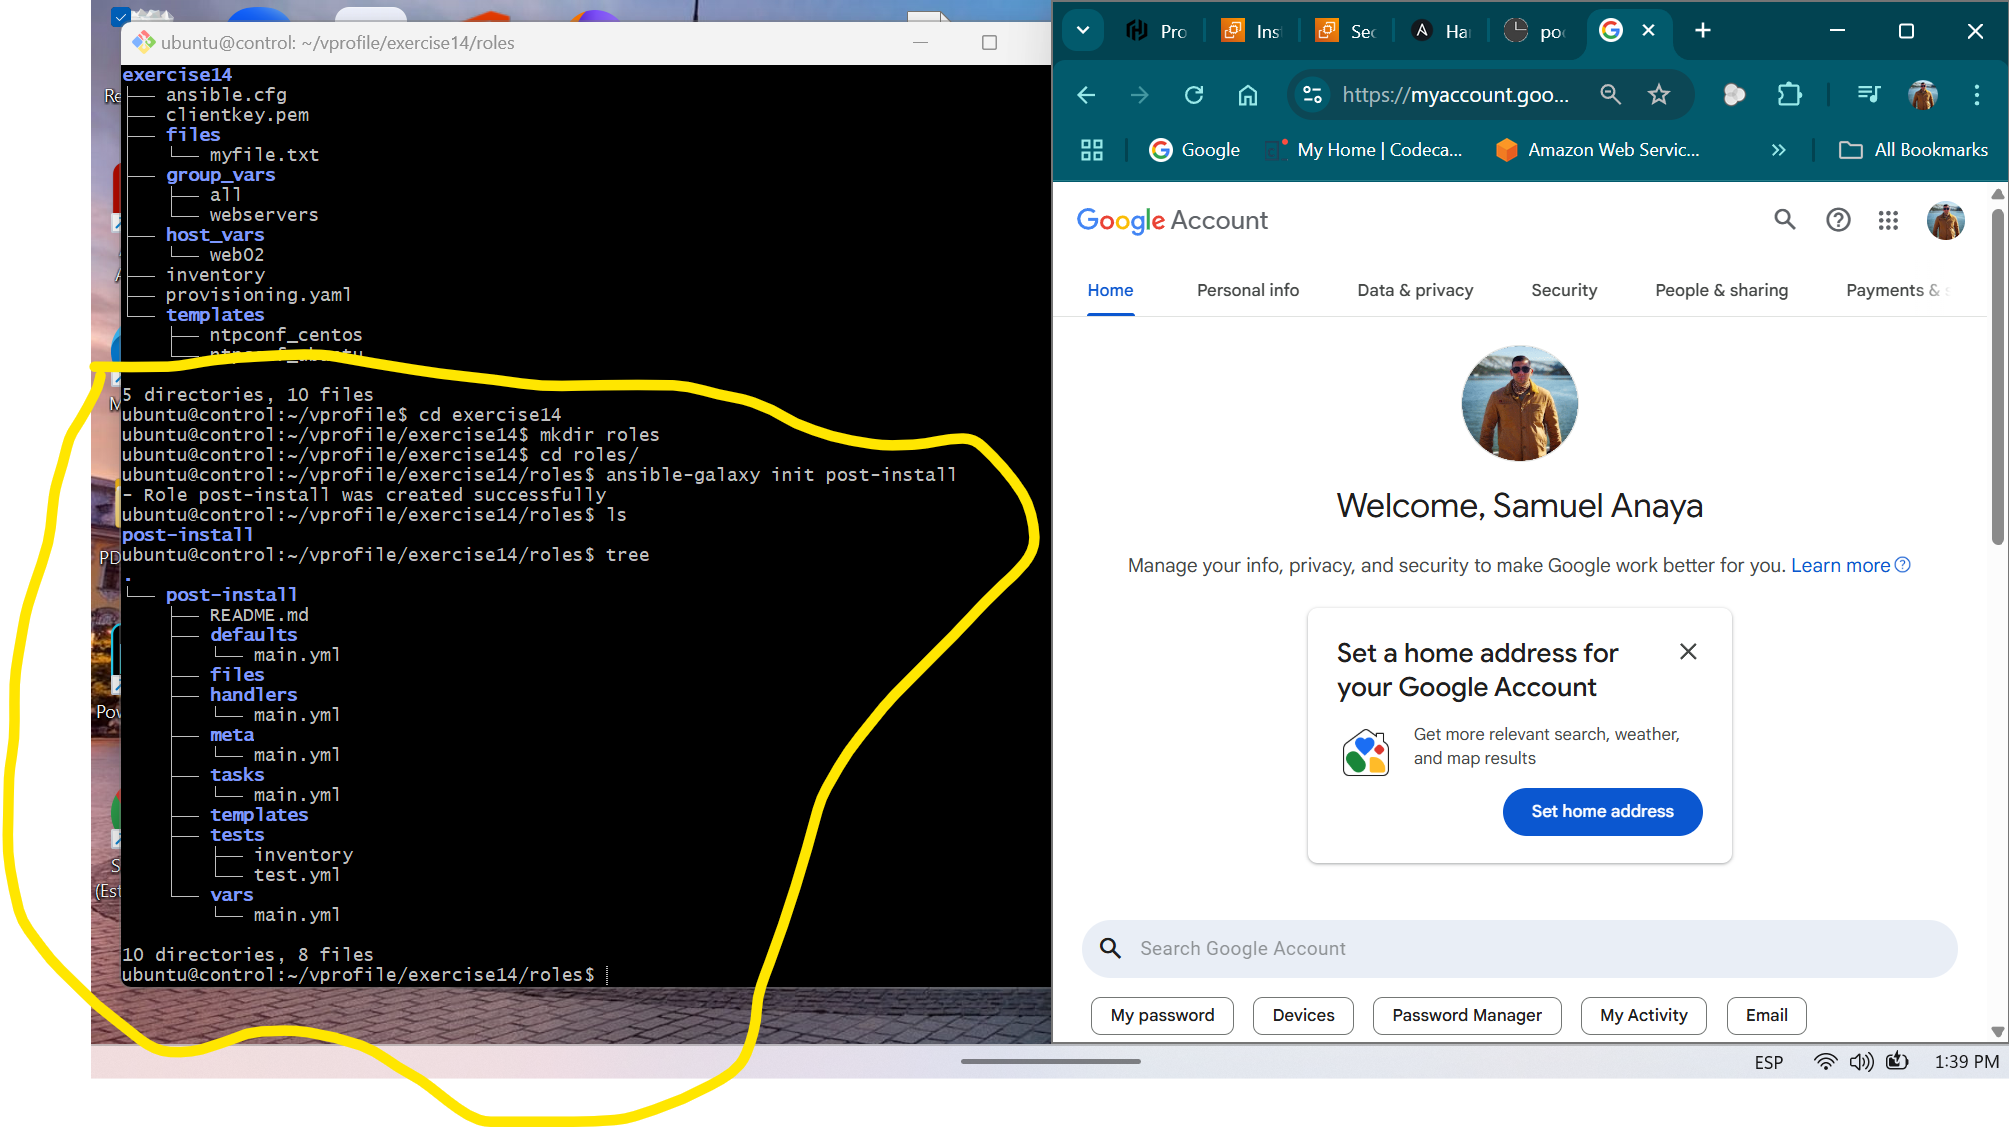 ubuntu@control: ~/vprofile/exercise14/roles
exercise14
├── ansible.cfg
├── clientkey.pem
├── files
│   └── myfile.txt
├── group_vars
│   ├── all
│   └── webservers
├── host_vars
│   └── web02
├── inventory
├── provisioning.yaml
└── templates
    ├── ntpconf_centos
    └── ntpconf_ubuntu
5 directories, 10 files
ubuntu@control:~/vprofile$ cd exercise14
ubuntu@control:~/vprofile/exercise14$ mkdir roles
ubuntu@control:~/vprofile/exercise14$ cd roles/
ubuntu@control:~/vprofile/exercise14/roles$ ansible-galaxy init post-install
- Role post-install was created successfully
ubuntu@control:~/vprofile/exercise14/roles$ ls
post-install
ubuntu@control:~/vprofile/exercise14/roles$ tree
.
└── post-install
    ├── README.md
    ├── defaults
    │   └── main.yml
    ├── files
    ├── handlers
    │   └── main.yml
    ├── meta
    │   └── main.yml
    ├── tasks
    │   └── main.yml
    ├── templates
    ├── tests
    │   ├── inventory
    │   └── test.yml
    └── vars
        └── main.yml
10 directories, 8 files
ubuntu@control:~/vprofile/exercise14/roles$
Pro
Ins
Sec
Ha
po
https://myaccount.goo...
Google
My Home | Codeca...
Amazon Web Servic...
All Bookmarks
Google Account
Home
Personal info
Data & privacy
Security
People & sharing
Payments & s
Welcome, Samuel Anaya
Manage your info, privacy, and security to make Google work better for you. Learn more
Set a home address for
your Google Account
Get more relevant search, weather,
and map results
Set home address
Search Google Account
My password
Devices
Password Manager
My Activity
Email
ESP
1:39 PM